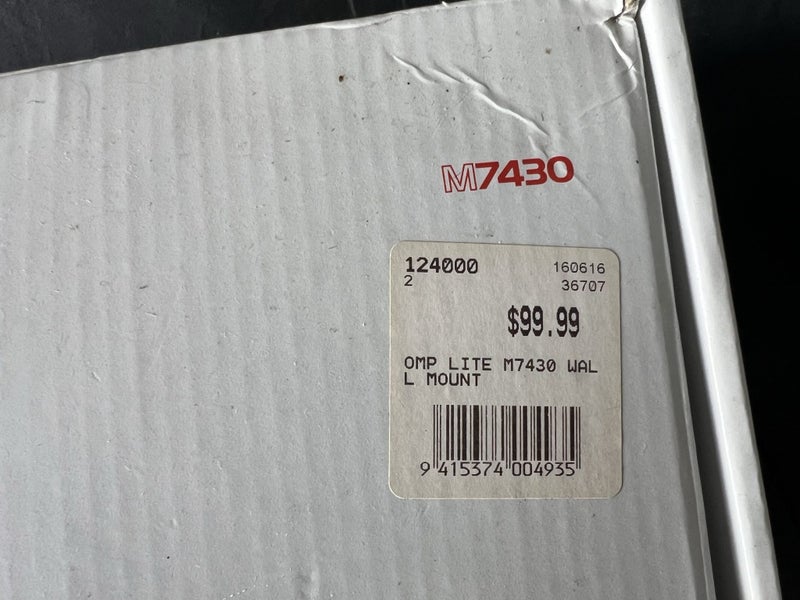 M7430
124000 160616
2 36707
$99.99
OMP LITE M7430 WAL
L MOUNT
9 415374 004935